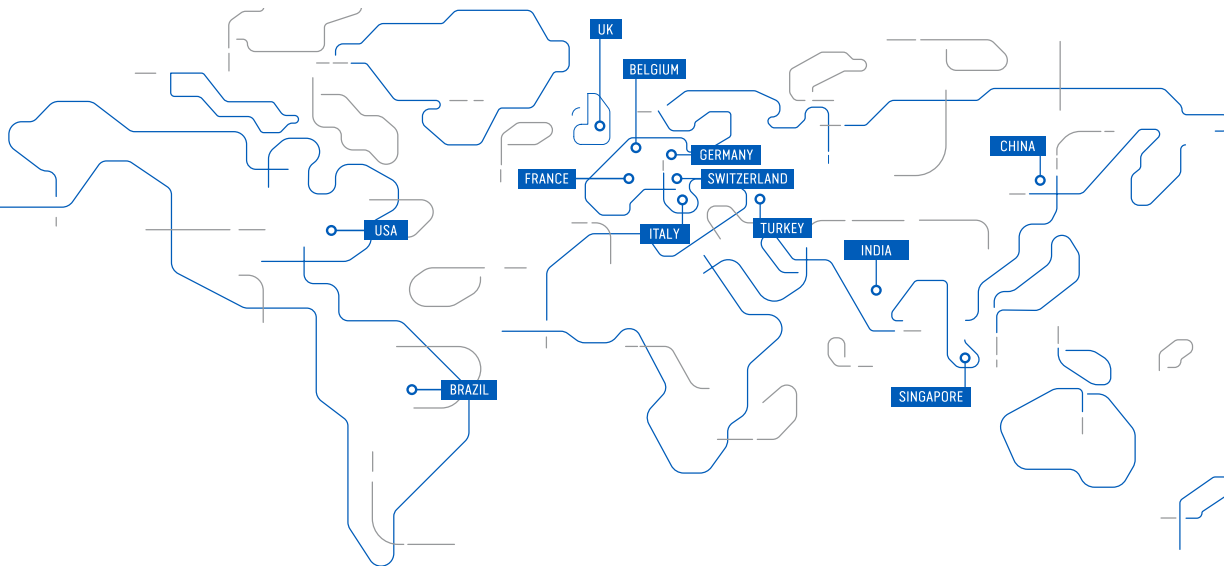 UK
BELGIUM
CHINA
GERMANY
FRANCE
SWITZERLAND
USA
ITALY
TURKEY
INDIA
BRAZIL
SINGAPORE